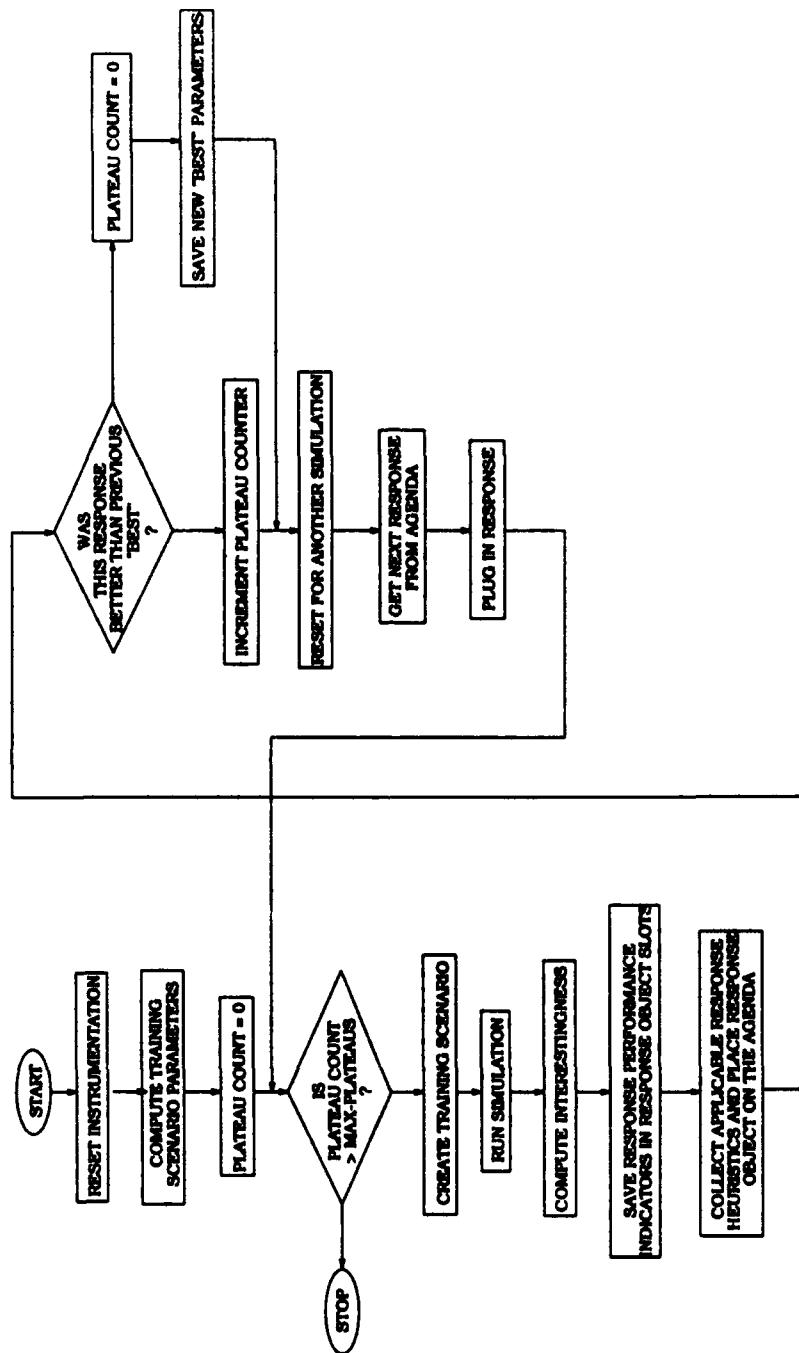 START
RESET INSTRUMENTATION
COMPUTE TRAINING
SCENARIO PARAMETERS
PLATEAU COUNT = 0
IS
PLATEAU COUNT
> MAX-PLATEAUS
?
STOP
CREATE TRAINING SCENARIO
RUN SIMULATION
COMPUTE INTERESTINGNESS
SAVE RESPONSE PERFORMANCE
INDICATORS IN RESPONSE OBJECT SLOTS
COLLECT APPLICABLE RESPONSE
HEURISTICS AND PLACE RESPONSE
OBJECT ON THE AGENDA
WAS
THIS RESPONSE
BETTER THAN PREVIOUS
"BEST"
?
PLATEAU COUNT = 0
SAVE NEW "BEST" PARAMETERS
INCREMENT PLATEAU COUNTER
RESET FOR ANOTHER SIMULATION
GET NEXT RESPONSE
FROM AGENDA
PLUG IN RESPONSE